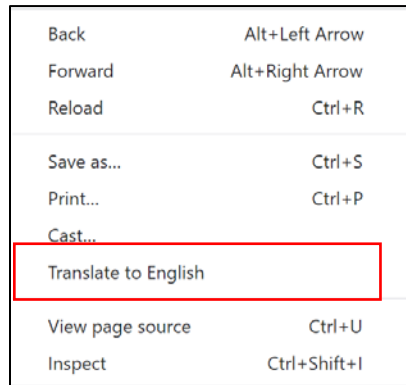 Back Alt+Left Arrow
Forward Alt+Right Arrow
Reload Ctrl+R
Save as... Ctrl+S
Print... Ctrl+P
Cast...
Translate to English
View page source Ctrl+U
Inspect Ctrl+Shift+I